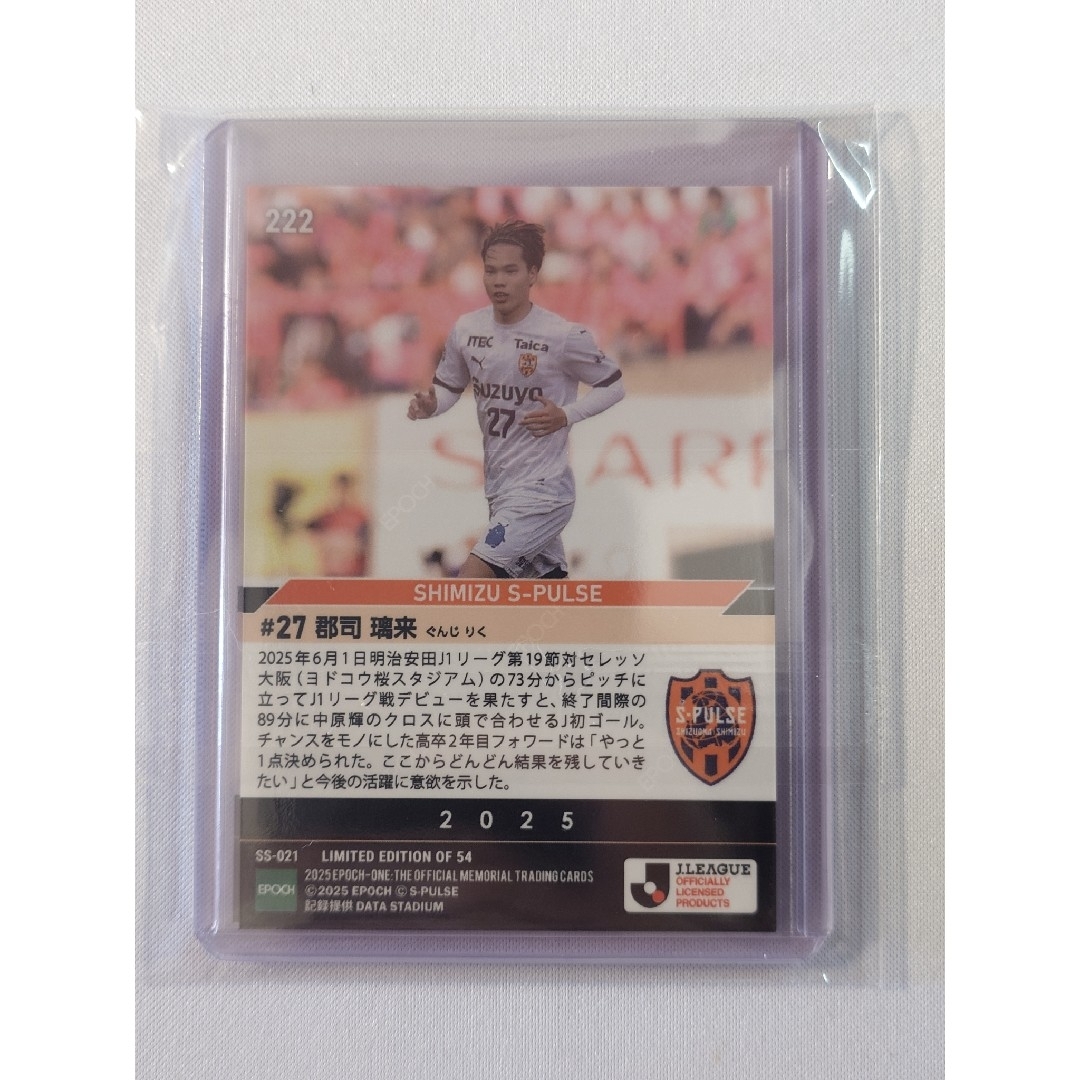 222
ITEC Taica
Suzuyo
27
SHARP
EPOCH
SHIMIZU S-PULSE
#27 郡司 璃来 ぐんじ りく
2025年6月1日明治安田J1リーグ第19節対セレッソ
大阪(ヨドコウ桜スタジアム)の73分からピッチに
立ってJ1リーグ戦デビューを果たすと、終了間際の
89分に中原輝のクロスに頭で合わせるJ初ゴール。
チャンスをモノにした高卒2年目フォワードは「やっと
1点決められた。ここからどんどん結果を残していき
たい」と今後の活躍に意欲を示した。
S-PULSE
SHIZUOKA SHIMIZU
2025
SS-021 LIMITED EDITION OF 54
2025 EPOCH-ONE:THE OFFICIAL MEMORIAL TRADING CARDS
EPOCH
©2025 EPOCH © S-PULSE
記録提供 DATA STADIUM
J.LEAGUE
OFFICIALLY
LICENSED
PRODUCTS